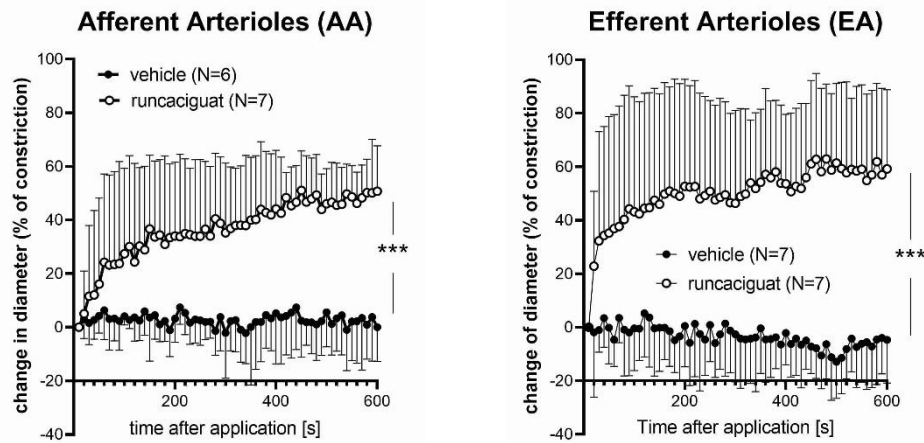 Afferent Arterioles (AA)
change in diameter (% of constriction)
100
80
60
40
20
0
-20
-40
vehicle (N=6)
runcaciguat (N=7)
***
200
400
600
time after application [s]
Efferent Arterioles (EA)
change of diameter (% of constriction)
100
80
60
40
20
0
-20
-40
vehicle (N=7)
runcaciguat (N=7)
***
200
400
600
Time after application [s]